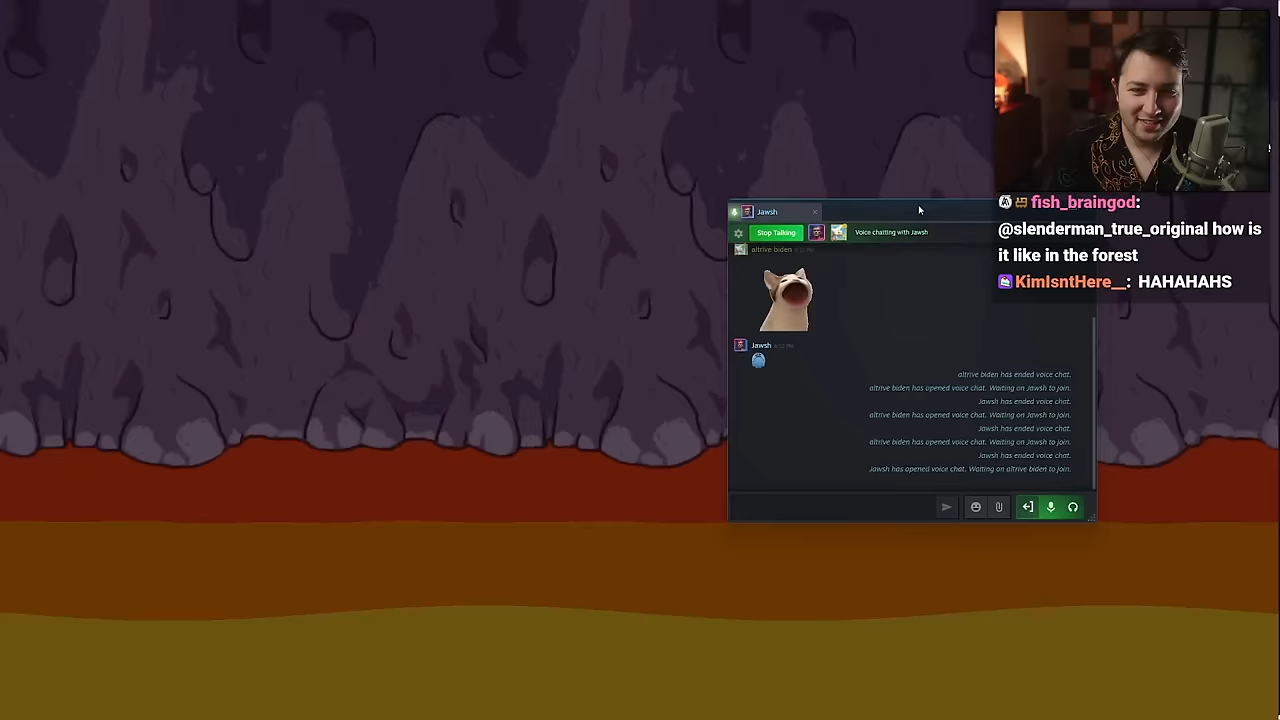 fish_braingod:
@slenderman_true_original how is
it like in the forest
KimIsntHere__: HAHAHAHS
Jawsh
Stop Talking
Voice chatting with Jawsh
altrive biden
Jawsh 6:52 PM
altrive biden has ended voice chat.
altrive biden has opened voice chat. Waiting on Jawsh to join.
Jawsh has ended voice chat.
altrive biden has opened voice chat. Waiting on Jawsh to join.
Jawsh has ended voice chat.
altrive biden has opened voice chat. Waiting on Jawsh to join.
Jawsh has ended voice chat.
Jawsh has opened voice chat. Waiting on altrive biden to join.